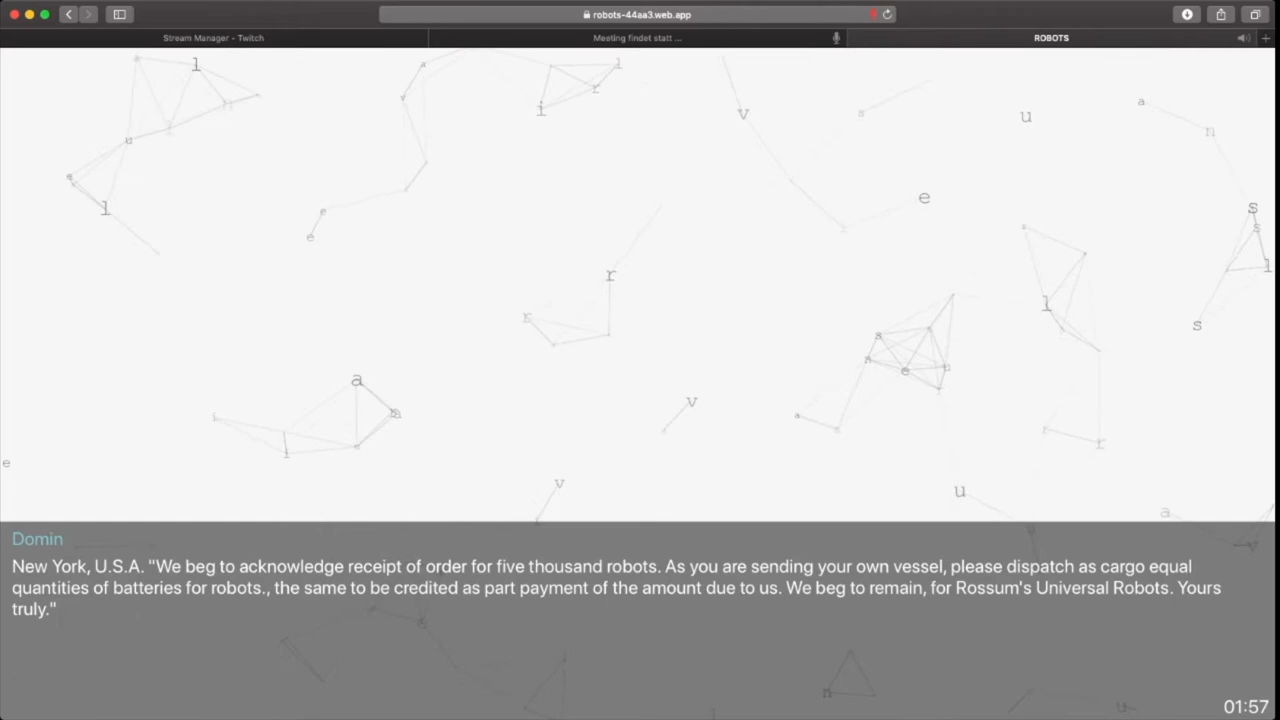 robots-44aa3.web.app
Stream Manager - Twitch
Meeting findet statt ...
ROBOTS
l
i
r
l
v
s
u
a
n
u
e
l
e
e
e
s
s
l
r
r
l
s
s
e
a
a
v
a
r
e
v
u
a
v
Domin
New York, U.S.A. "We beg to acknowledge receipt of order for five thousand robots. As you are sending your own vessel, please dispatch as cargo equal
quantities of batteries for robots., the same to be credited as part payment of the amount due to us. We beg to remain, for Rossum's Universal Robots. Yours
truly."
n
u
01:57